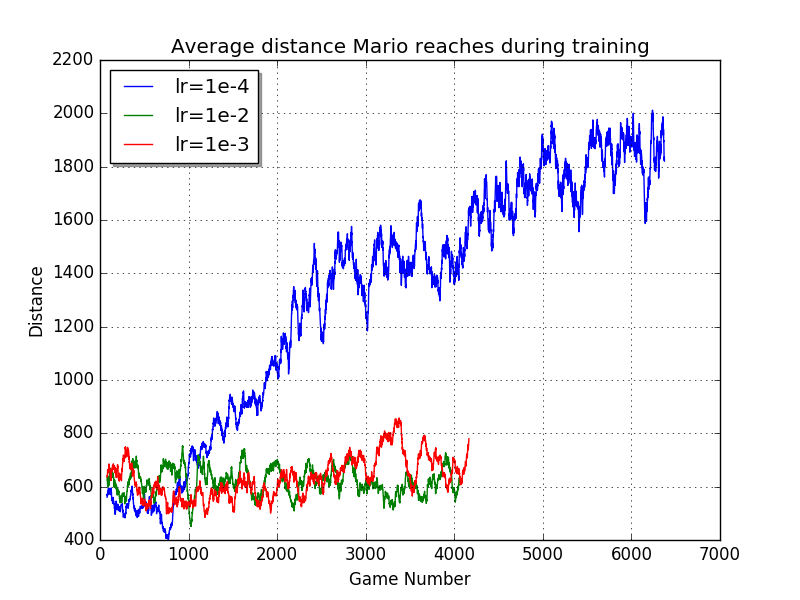 Average distance Mario reaches during training
2200
2000
1800
1600
1400
1200
1000
800
600
400
Distance
lr=1e-4
lr=1e-2
lr=1e-3
0 1000 2000 3000 4000 5000 6000 7000
Game Number